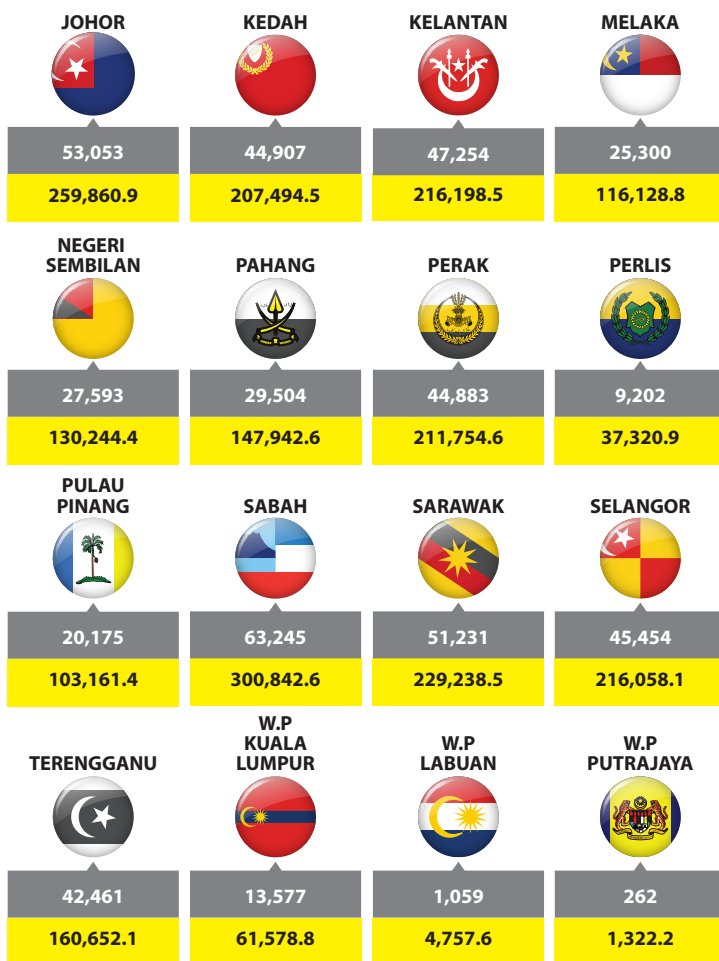 JOHOR
53,053
259,860.9
KEDAH
44,907
207,494.5
KELANTAN
47,254
216,198.5
MELAKA
25,300
116,128.8
NEGERI
SEMBILAN
27,593
130,244.4
PAHANG
29,504
147,942.6
PERAK
44,883
211,754.6
PERLIS
9,202
37,320.9
PULAU
PINANG
20,175
103,161.4
SABAH
63,245
300,842.6
SARAWAK
51,231
229,238.5
SELANGOR
45,454
216,058.1
TERENGGANU
42,461
160,652.1
W.P
KUALA
LUMPUR
13,577
61,578.8
W.P
LABUAN
1,059
4,757.6
W.P
PUTRAJAYA
262
1,322.2